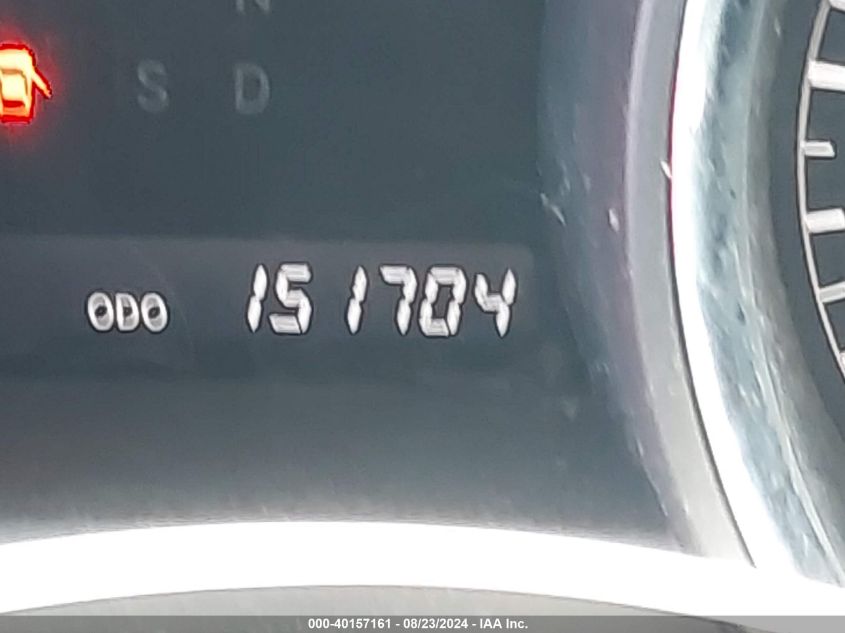 N
S D
ODO 151704
000-40157161 - 08/23/2024 - IAA Inc.